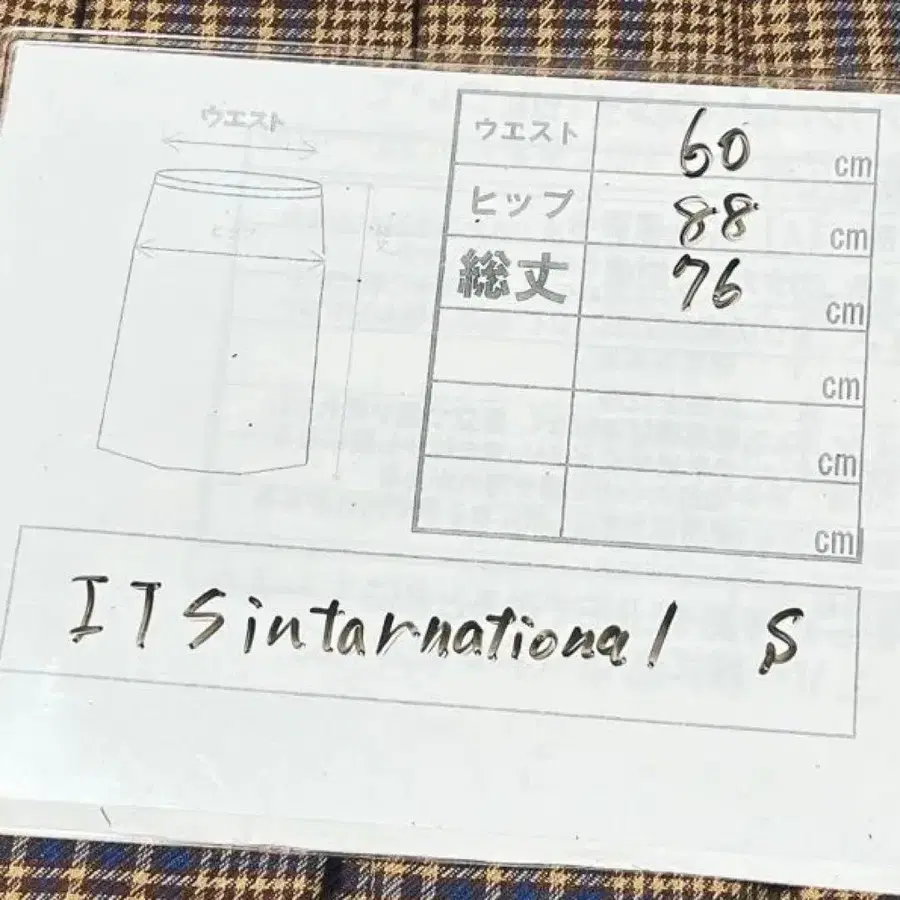 ウエスト
ウエスト 60 cm
ヒップ 88 cm
総丈 76 cm
cm
cm
cm
ITSintarnational S